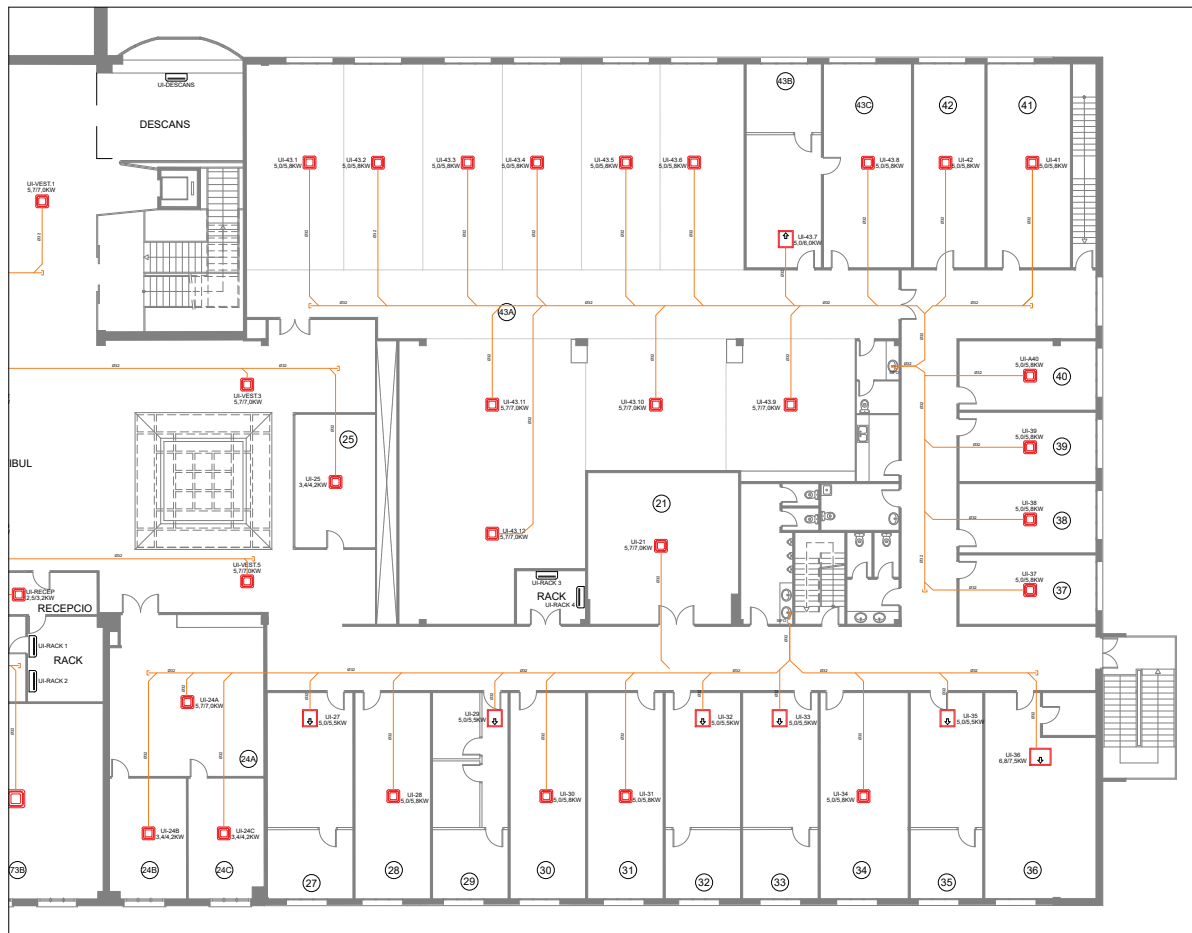 UI-DESCANS
DESCANS
43B
43C
42
41
UI-43.1
5,0/5,8KW
UI-43.2
5,0/5,8KW
UI-43.3
5,0/5,8KW
UI-43.4
5,0/5,8KW
UI-43.5
5,0/5,8KW
UI-43.6
5,0/5,8KW
UI-43.8
5,0/5,8KW
UI-42
5,0/5,8KW
UI-41
5,0/5,8KW
UI-VEST.1
5,7/7,0KW
UI-43.7
5,0/6,0KW
43A
UI-VEST.3
5,7/7,0KW
UI-A40
5,0/5,8KW
40
UI-43.11
5,7/7,0KW
UI-43.10
5,7/7,0KW
UI-43.9
5,7/7,0KW
25
UI-39
5,0/5,8KW
39
IBUL
UI-25
3,4/4,2KW
21
UI-38
5,0/5,8KW
38
UI-43.12
5,7/7,0KW
UI-21
5,7/7,0KW
UI-VEST.5
5,7/7,0KW
UI-37
5,0/5,8KW
37
UI-RECEP
2,5/3,2KW
RECEPCIO
UI-RACK 3
RACK
UI-RACK 4
UI-RACK 1
RACK
UI-RACK 2
UI-24A
5,7/7,0KW
UI-27
5,0/5,5KW
UI-29
5,0/5,5KW
UI-32
5,0/5,5KW
UI-33
5,0/5,5KW
UI-35
5,0/5,5KW
UI-36
6,8/7,5KW
24A
UI-28
5,0/5,8KW
UI-30
5,0/5,8KW
UI-31
5,0/5,8KW
UI-34
5,0/5,8KW
UI-24B
3,4/4,2KW
UI-24C
3,4/4,2KW
73B
24B
24C
27
28
29
30
31
32
33
34
35
36